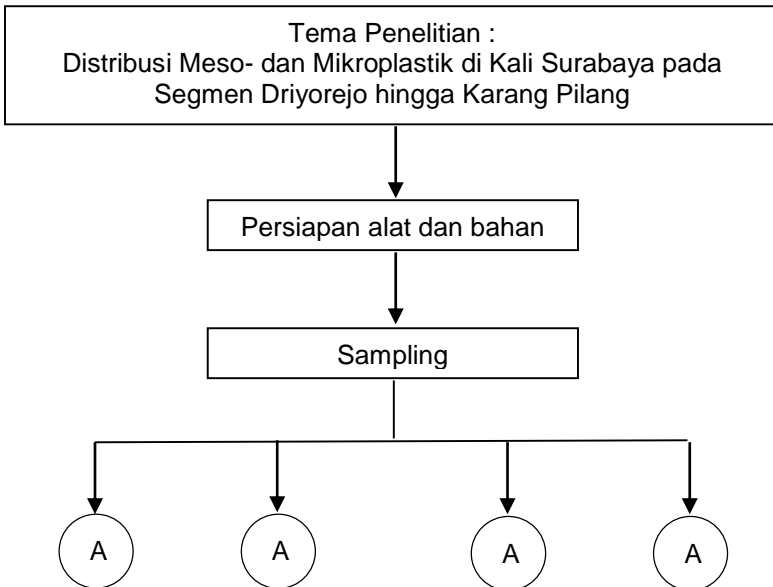 Tema Penelitian :
Distribusi Meso- dan Mikroplastik di Kali Surabaya pada
Segmen Driyorejo hingga Karang Pilang
Persiapan alat dan bahan
Sampling
A
A
A
A